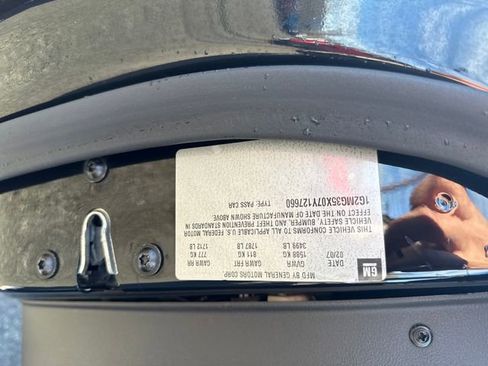 GM MFD BY GENERAL MOTORS CORP
DATE GVWR GAWR FRT GAWR RR
02/07 1588 KG 811 KG 777 KG
3499 LB 1787 LB LB
THIS VEHICLE CONFORMS TO ALL APPLICABLE U.S. FEDERAL MOTOR
VEHICLE SAFETY, BUMPER, AND THEFT PREVENTION STANDARDS IN
EFFECT ON THE DATE OF MANUFACTURE SHOWN ABOVE
1G2MG35X07Y127660 TYPE PASS CAR